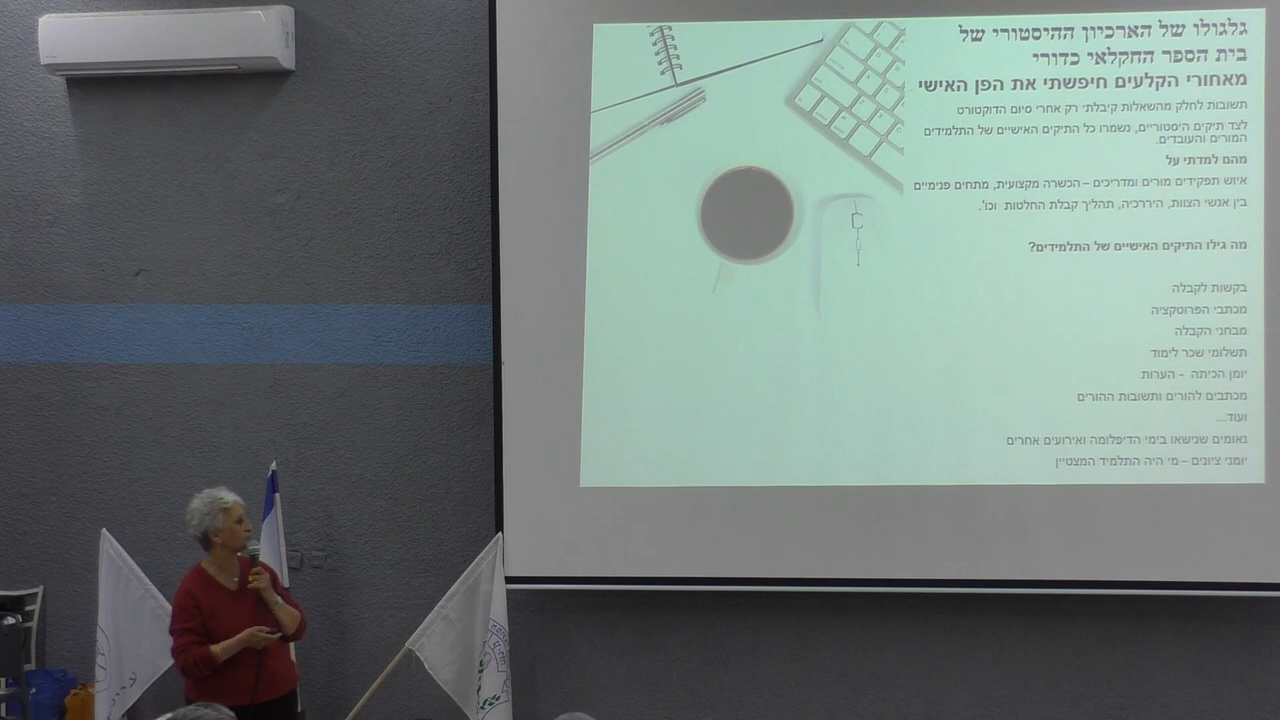 גלגולו של הארכיון ההיסטורי של
בית הספר החקלאי כדורי
מאחורי הקלעים חיפשתי את הפן האישי
תשובות לחלק מהשאלות קיבלתי רק אחרי סיום הדוקטורט
לצד תיקים היסטוריים, נשמרו כל התיקים האישיים של התלמידים
המורים והעובדים.
מהם למדתי על
איוש תפקידים מורים ומדריכים – הכשרה מקצועית, מתחים פנימיים
בין אנשי הצוות, היררכיה, תהליך קבלת החלטות וכו'.
מה גילו התיקים האישיים של התלמידים?
בקשות לקבלה
מכתבי הפרוטקציה
מבחני הקבלה
תשלומי שכר לימוד
יומן הכיתה - הערות
מכתבים להורים ותשובות ההורים
ועוד...
נאומים שנישאו בימי הדיפלומה ואירועים אחרים
יומני ציונים – מי היה התלמיד המצטיין